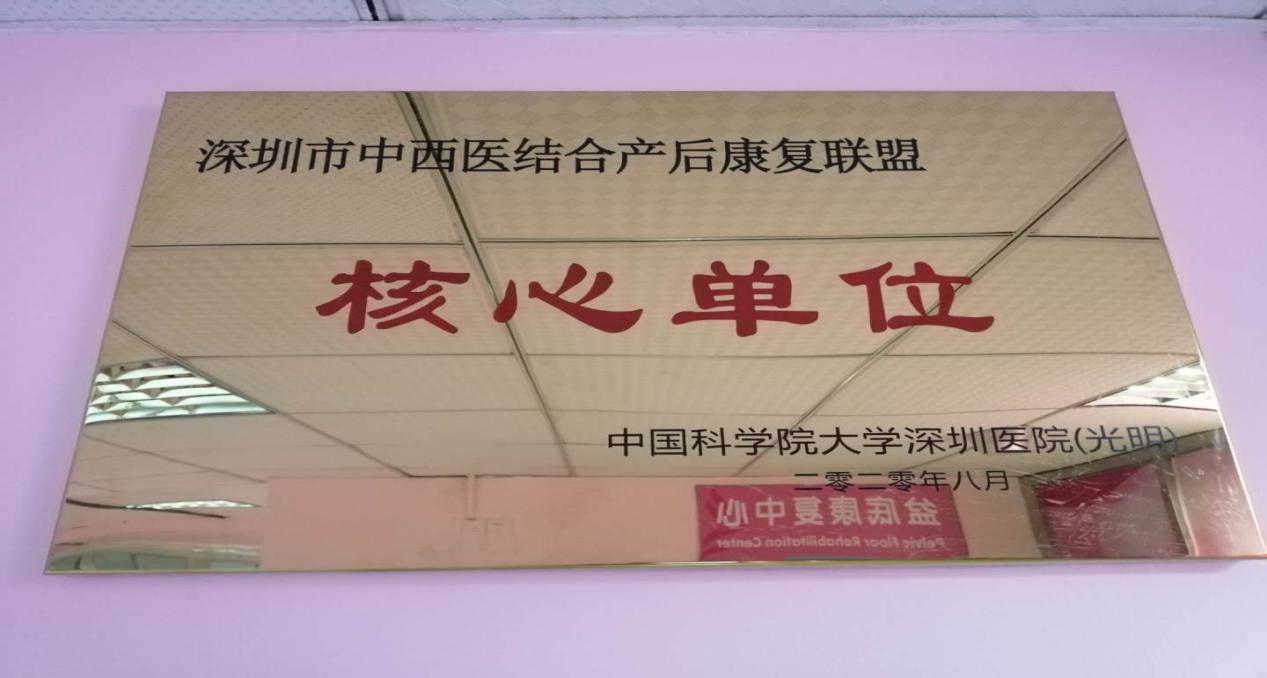 深圳市中西医结合产后康复联盟
核心单位
中国科学院大学深圳医院(光明)
二零二零年八月
盆底康复中心
Pelvic Floor Rehabilitation Center